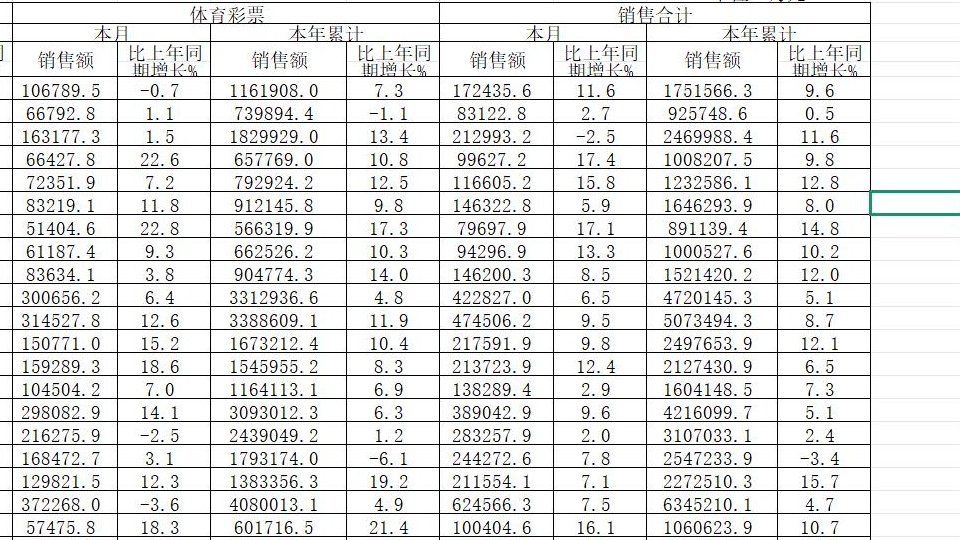 体育彩票 销售合计
本月 本年累计 本月 本年累计
销售额 比上年同期增长% 销售额 比上年同期增长% 销售额 比上年同期增长% 销售额 比上年同期增长%
106789.5 -0.7 1161908.0 7.3 172435.6 11.6 1751566.3 9.6
66792.8 1.1 739894.4 -1.1 83122.8 2.7 925748.6 0.5
163177.3 1.5 1829929.0 13.4 212993.2 -2.5 2469988.4 11.6
66427.8 22.6 657769.0 10.8 99627.2 17.4 1008207.5 9.8
72351.9 7.2 792924.2 12.5 116605.2 15.8 1232586.1 12.8
83219.1 11.8 912145.8 9.8 146322.8 5.9 1646293.9 8.0
51404.6 22.8 566319.9 17.3 79697.9 17.1 891139.4 14.8
61187.4 9.3 662526.2 10.3 94296.9 13.3 1000527.6 10.2
83634.1 3.8 904774.3 14.0 146200.3 8.5 1521420.2 12.0
300656.2 6.4 3312936.6 4.8 422827.0 6.5 4720145.3 5.1
314527.8 12.6 3388609.1 11.9 474506.2 9.5 5073494.3 8.7
150771.0 15.2 1673212.4 10.4 217591.9 9.8 2497653.9 12.1
159289.3 18.6 1545955.2 8.3 213723.9 12.4 2127430.9 6.5
104504.2 7.0 1164113.1 6.9 138289.4 2.9 1604148.5 7.3
298082.9 14.1 3093012.3 6.3 389042.9 9.6 4216099.7 5.1
216275.9 -2.5 2439049.2 1.2 283257.9 2.0 3107033.1 2.4
168472.7 3.1 1793174.0 -6.1 244272.6 7.8 2547233.9 -3.4
129821.5 12.3 1383356.3 19.2 211554.1 7.1 2272510.3 15.7
372268.0 -3.6 4080013.1 4.9 624566.3 7.5 6345210.1 4.7
57475.8 18.3 601716.5 21.4 100404.6 16.1 1060623.9 10.7